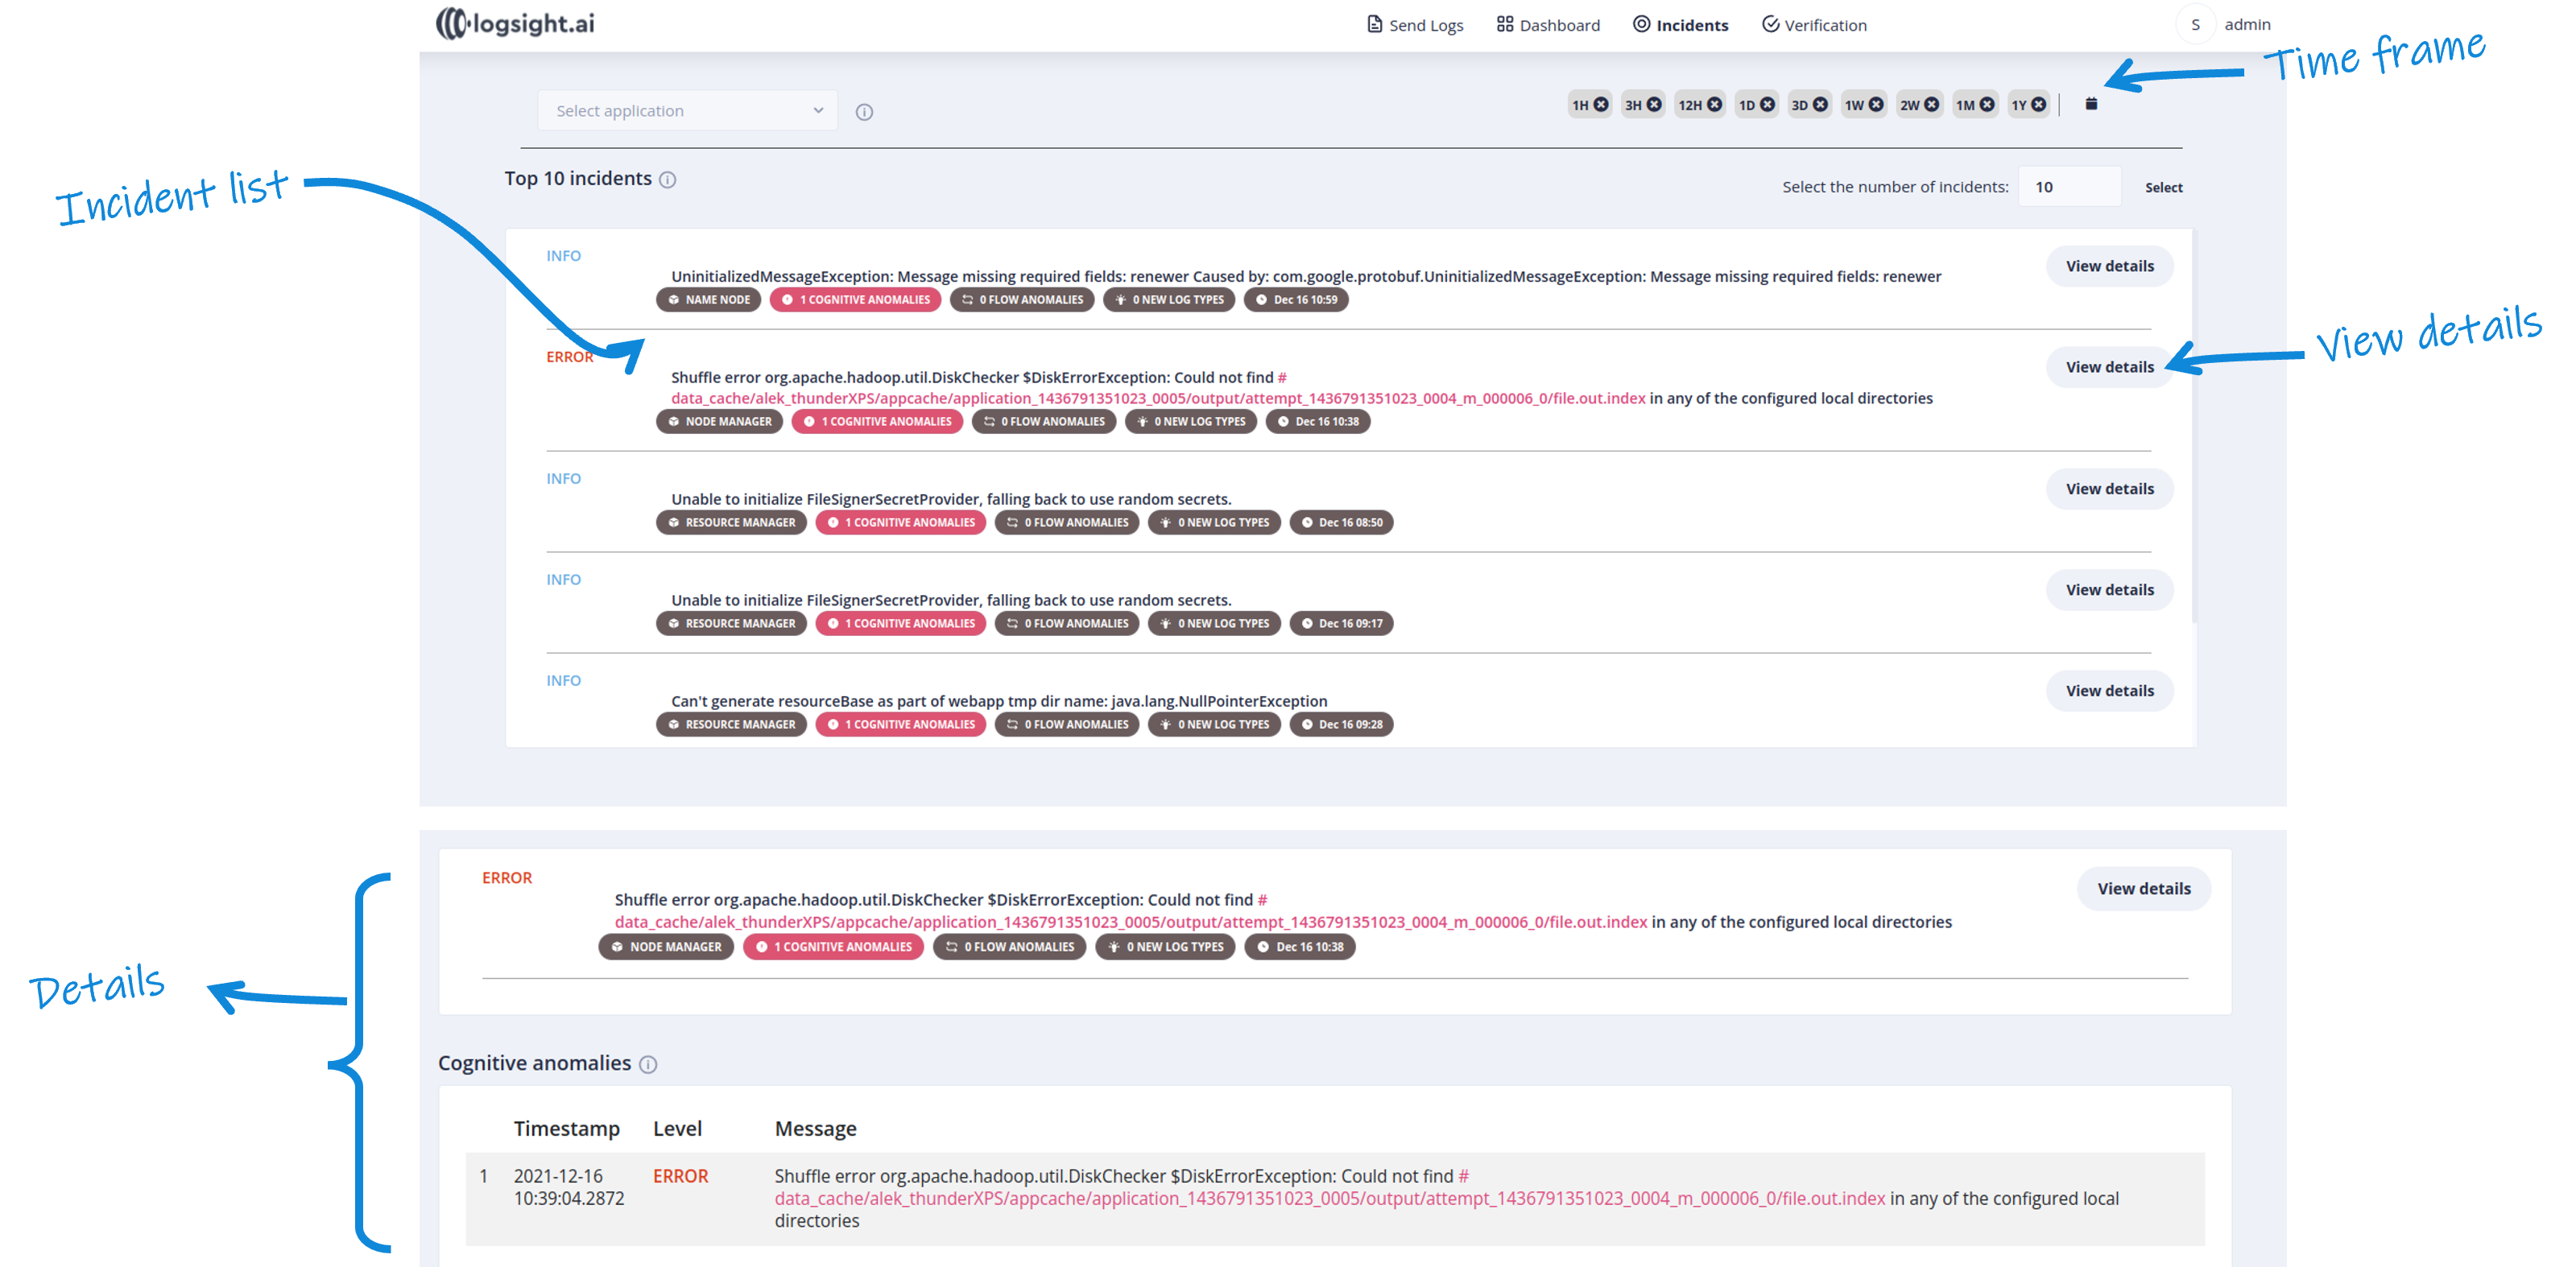 logsight.ai
Send Logs Dashboard Incidents Verification
S admin
Time frame
Select application
1H 3H 12H 1D 3D 1W 2W 1M 1Y
Incident list
Top 10 incidents
Select the number of incidents: 10 Select
INFO
UninitializedMessageException: Message missing required fields: renewer Caused by: com.google.protobuf.UninitializedMessageException: Message missing required fields: renewer
View details
NAME NODE 1 COGNITIVE ANOMALIES 0 FLOW ANOMALIES 0 NEW LOG TYPES Dec 16 10:59
ERROR
Shuffle error org.apache.hadoop.util.DiskChecker $DiskErrorException: Could not find #
data_cache/alek_thunderXPS/appcache/application_1436791351023_0005/output/attempt_1436791351023_0004_m_000006_0/file.out.index in any of the configured local directories
View details
View details
NODE MANAGER 1 COGNITIVE ANOMALIES 0 FLOW ANOMALIES 0 NEW LOG TYPES Dec 16 10:38
INFO
Unable to initialize FileSignerSecretProvider, falling back to use random secrets.
View details
RESOURCE MANAGER 1 COGNITIVE ANOMALIES 0 FLOW ANOMALIES 0 NEW LOG TYPES Dec 16 08:50
INFO
Unable to initialize FileSignerSecretProvider, falling back to use random secrets.
View details
RESOURCE MANAGER 1 COGNITIVE ANOMALIES 0 FLOW ANOMALIES 0 NEW LOG TYPES Dec 16 09:17
INFO
Can't generate resourceBase as part of webapp tmp dir name: java.lang.NullPointerException
View details
RESOURCE MANAGER 1 COGNITIVE ANOMALIES 0 FLOW ANOMALIES 0 NEW LOG TYPES Dec 16 09:28
ERROR
Shuffle error org.apache.hadoop.util.DiskChecker $DiskErrorException: Could not find #
data_cache/alek_thunderXPS/appcache/application_1436791351023_0005/output/attempt_1436791351023_0004_m_000006_0/file.out.index in any of the configured local directories
View details
NODE MANAGER 1 COGNITIVE ANOMALIES 0 FLOW ANOMALIES 0 NEW LOG TYPES Dec 16 10:38
Details
Cognitive anomalies
Timestamp Level Message
1 2021-12-16 ERROR Shuffle error org.apache.hadoop.util.DiskChecker $DiskErrorException: Could not find #
10:39:04.2872 data_cache/alek_thunderXPS/appcache/application_1436791351023_0005/output/attempt_1436791351023_0004_m_000006_0/file.out.index in any of the configured local
directories